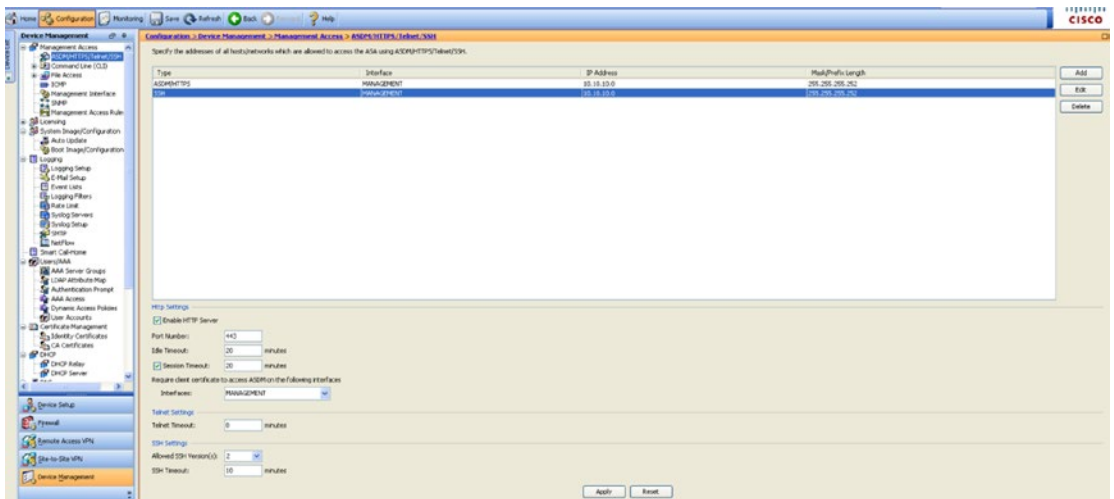 Home Configuration Monitoring Save Refresh Back Forward Help
CISCO
Device List
Device Management
Configuration > Device Management > Management Access > ASDM/HTTPS/Telnet/SSH
Management Access
ASDM/HTTPS/Telnet/SSH
Command Line (CLI)
File Access
ICMP
Management Interface
SNMP
Management Access Rules
Licensing
System Image/Configuration
Auto Update
Boot Image/Configuration
Logging
Logging Setup
E-Mail Setup
Event Lists
Logging Filters
Rate Limit
Syslog Servers
Syslog Setup
SMTP
NetFlow
Smart Call-Home
Users/AAA
AAA Server Groups
LDAP Attribute Map
Authentication Prompt
AAA Access
Dynamic Access Policies
User Accounts
Certificate Management
Identity Certificates
CA Certificates
DHCP
DHCP Relay
DHCP Server
Device Setup
Firewall
Remote Access VPN
Site-to-Site VPN
Device Management
Specify the addresses of all hosts/networks which are allowed to access the ASA using ASDM/HTTPS/Telnet/SSH.
Type Interface IP Address Mask/Prefix Length
ASDM/HTTPS MANAGEMENT 10.10.10.0 255.255.255.252
SSH MANAGEMENT 10.10.10.0 255.255.255.252
Add
Edit
Delete
Http Settings
Enable HTTP Server
Port Number: 443
Idle Timeout: 20 minutes
Session Timeout: 20 minutes
Require client certificate to access ASDM on the following interfaces
Interfaces: MANAGEMENT
Telnet Settings
Telnet Timeout: 8 minutes
SSH Settings
Allowed SSH Version(s): 2
SSH Timeout: 10 minutes
Apply Reset